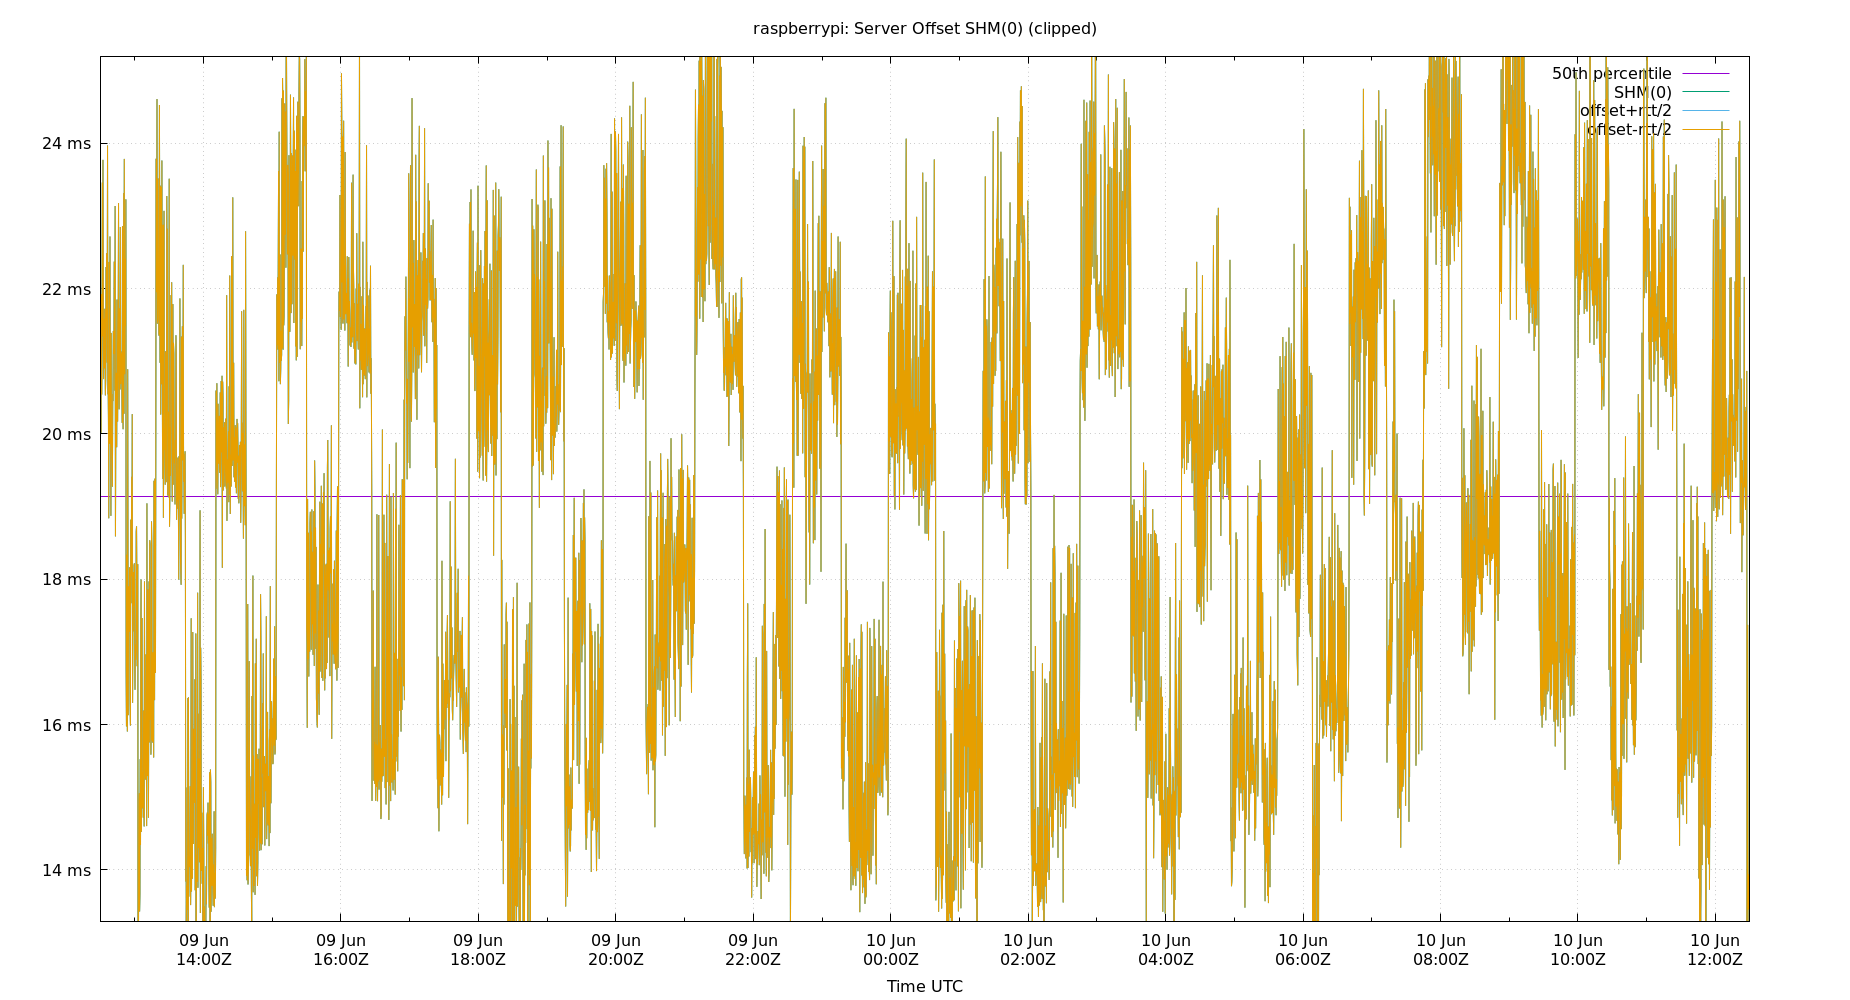 raspberrypi: Server Offset SHM(0) (clipped)
50th percentile
SHM(0)
offset+rtt/2
offset-rtt/2
24 ms
22 ms
20 ms
18 ms
16 ms
14 ms
09 Jun 09 Jun 09 Jun 09 Jun 09 Jun 10 Jun 10 Jun 10 Jun 10 Jun 10 Jun 10 Jun 10 Jun
14:00Z 16:00Z 18:00Z 20:00Z 22:00Z 00:00Z 02:00Z 04:00Z 06:00Z 08:00Z 10:00Z 12:00Z
Time UTC